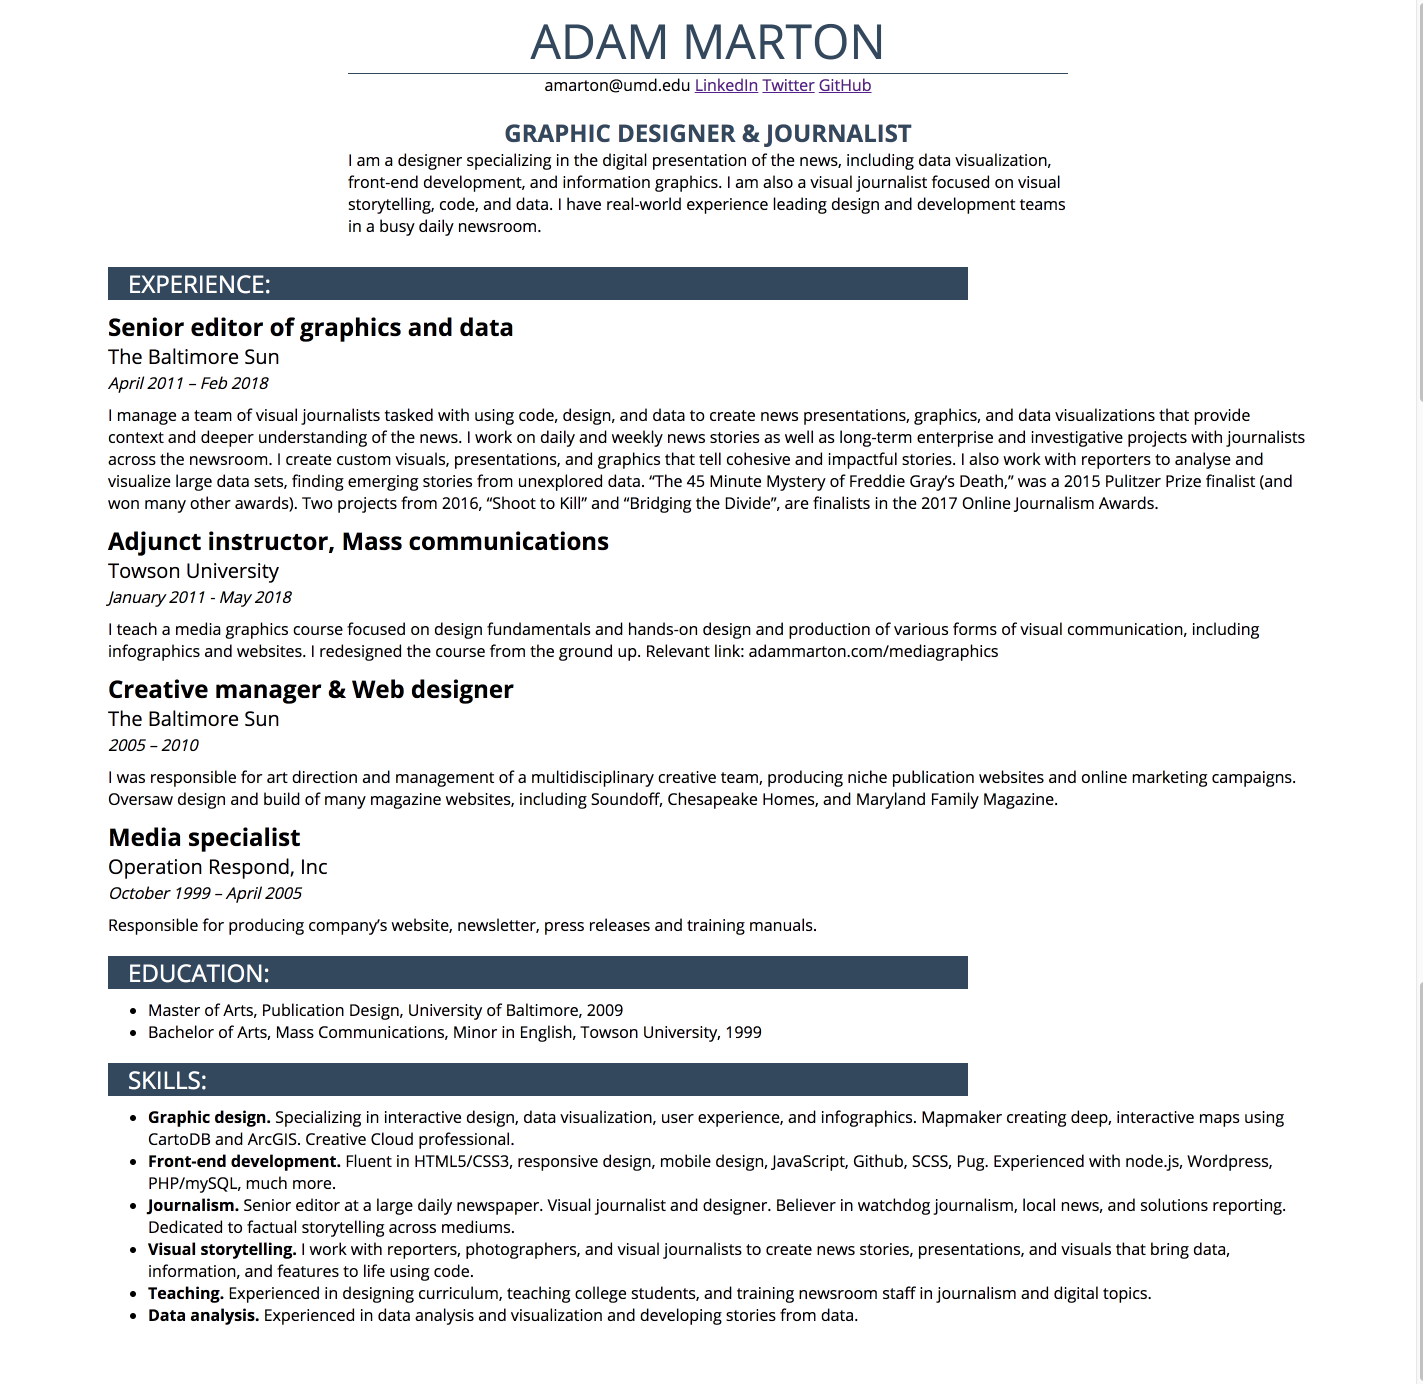 ADAM MARTON
amarton@umd.edu LinkedIn Twitter GitHub
GRAPHIC DESIGNER & JOURNALIST
I am a designer specializing in the digital presentation of the news, including data visualization,
front-end development, and information graphics. I am also a visual journalist focused on visual
storytelling, code, and data. I have real-world experience leading design and development teams
in a busy daily newsroom.
EXPERIENCE:
Senior editor of graphics and data
The Baltimore Sun
April 2011 – Feb 2018
I manage a team of visual journalists tasked with using code, design, and data to create news presentations, graphics, and data visualizations that provide
context and deeper understanding of the news. I work on daily and weekly news stories as well as long-term enterprise and investigative projects with journalists
across the newsroom. I create custom visuals, presentations, and graphics that tell cohesive and impactful stories. I also work with reporters to analyse and
visualize large data sets, finding emerging stories from unexplored data. “The 45 Minute Mystery of Freddie Gray’s Death,” was a 2015 Pulitzer Prize finalist (and
won many other awards). Two projects from 2016, “Shoot to Kill” and “Bridging the Divide”, are finalists in the 2017 Online Journalism Awards.
Adjunct instructor, Mass communications
Towson University
January 2011 - May 2018
I teach a media graphics course focused on design fundamentals and hands-on design and production of various forms of visual communication, including
infographics and websites. I redesigned the course from the ground up. Relevant link: adammarton.com/mediagraphics
Creative manager & Web designer
The Baltimore Sun
2005 – 2010
I was responsible for art direction and management of a multidisciplinary creative team, producing niche publication websites and online marketing campaigns.
Oversaw design and build of many magazine websites, including Soundoff, Chesapeake Homes, and Maryland Family Magazine.
Media specialist
Operation Respond, Inc
October 1999 – April 2005
Responsible for producing company’s website, newsletter, press releases and training manuals.
EDUCATION:
• Master of Arts, Publication Design, University of Baltimore, 2009
• Bachelor of Arts, Mass Communications, Minor in English, Towson University, 1999
SKILLS:
• Graphic design. Specializing in interactive design, data visualization, user experience, and infographics. Mapmaker creating deep, interactive maps using
CartoDB and ArcGIS. Creative Cloud professional.
• Front-end development. Fluent in HTML5/CSS3, responsive design, mobile design, JavaScript, Github, SCSS, Pug. Experienced with node.js, Wordpress,
PHP/mySQL, much more.
• Journalism. Senior editor at a large daily newspaper. Visual journalist and designer. Believer in watchdog journalism, local news, and solutions reporting.
Dedicated to factual storytelling across mediums.
• Visual storytelling. I work with reporters, photographers, and visual journalists to create news stories, presentations, and visuals that bring data,
information, and features to life using code.
• Teaching. Experienced in designing curriculum, teaching college students, and training newsroom staff in journalism and digital topics.
• Data analysis. Experienced in data analysis and visualization and developing stories from data.